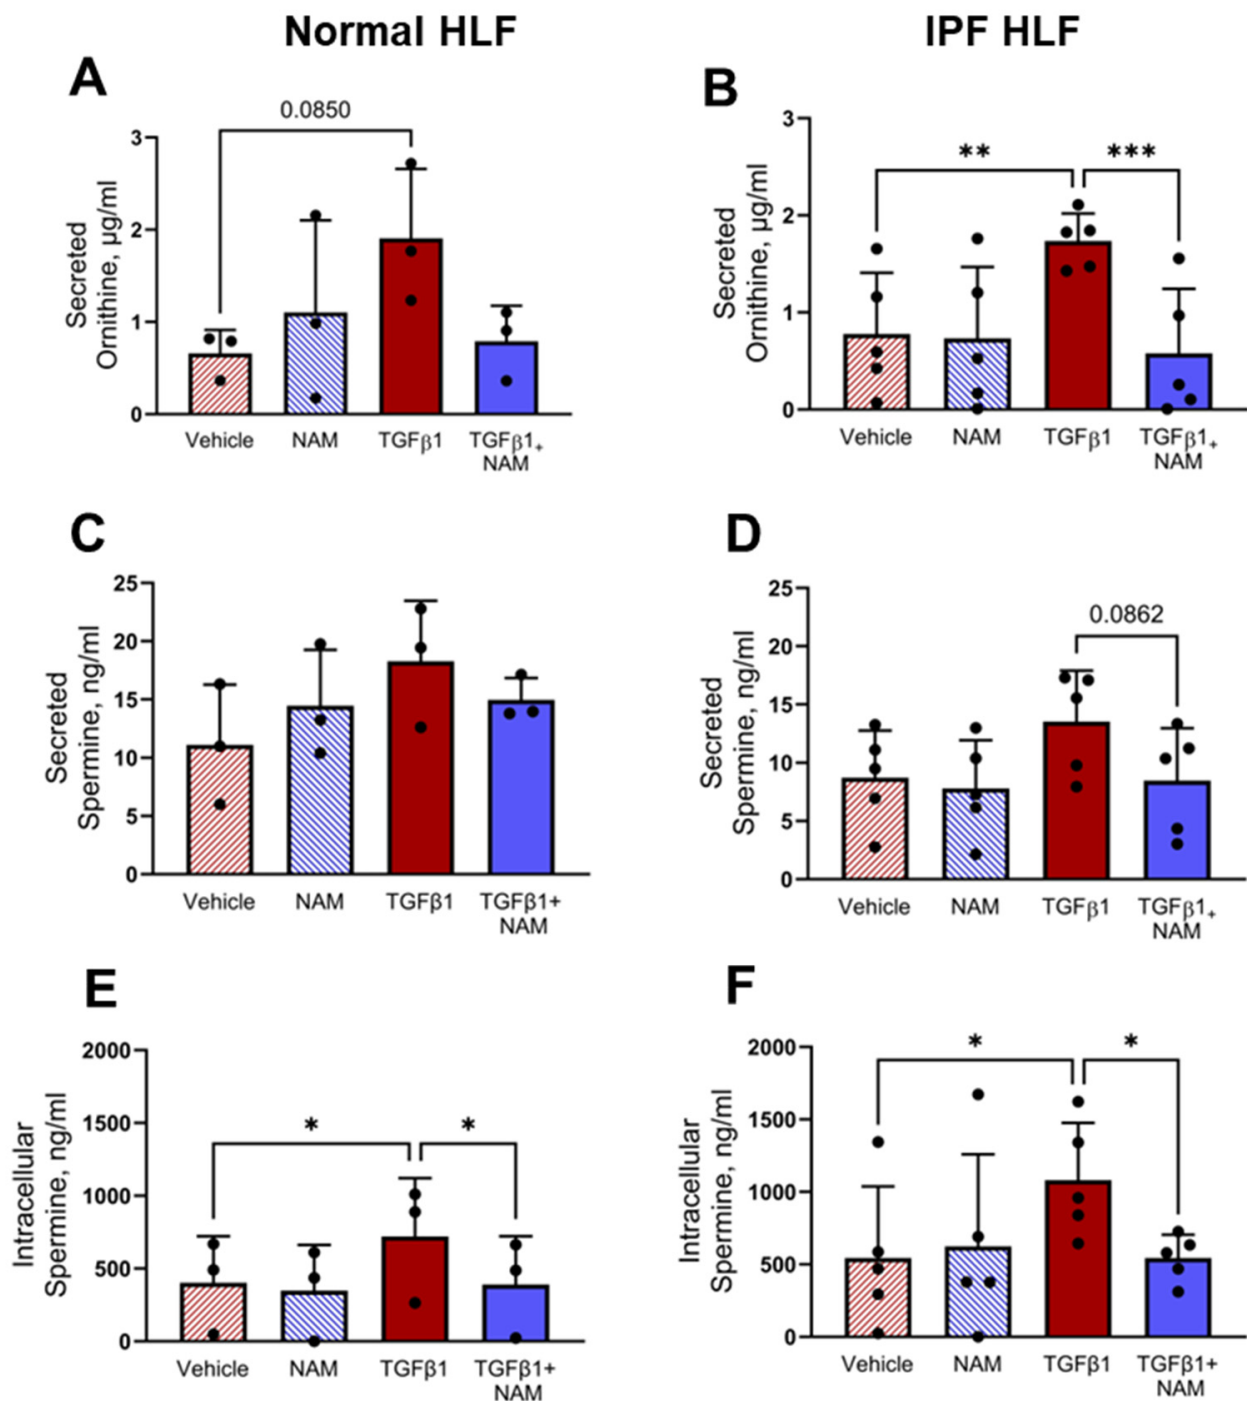 Normal HLF
IPF HLF
A
0.0850
Secreted
Ornithine, µg/ml
3
2
1
0
Vehicle
NAM
TGFβ1
TGFβ1+
NAM
B
**
***
Secreted
Ornithine, µg/ml
3
2
1
0
Vehicle
NAM
TGFβ1
TGFβ1+
NAM
C
Secreted
Spermine, ng/ml
25
20
15
10
5
0
Vehicle
NAM
TGFβ1
TGFβ1+
NAM
D
0.0862
Secreted
Spermine, ng/ml
25
20
15
10
5
0
Vehicle
NAM
TGFβ1
TGFβ1+
NAM
E
*
*
Intracellular
Spermine, ng/ml
2000
1500
1000
500
0
Vehicle
NAM
TGFβ1
TGFβ1+
NAM
F
*
*
Intracellular
Spermine, ng/ml
2000
1500
1000
500
0
Vehicle
NAM
TGFβ1
TGFβ1+
NAM